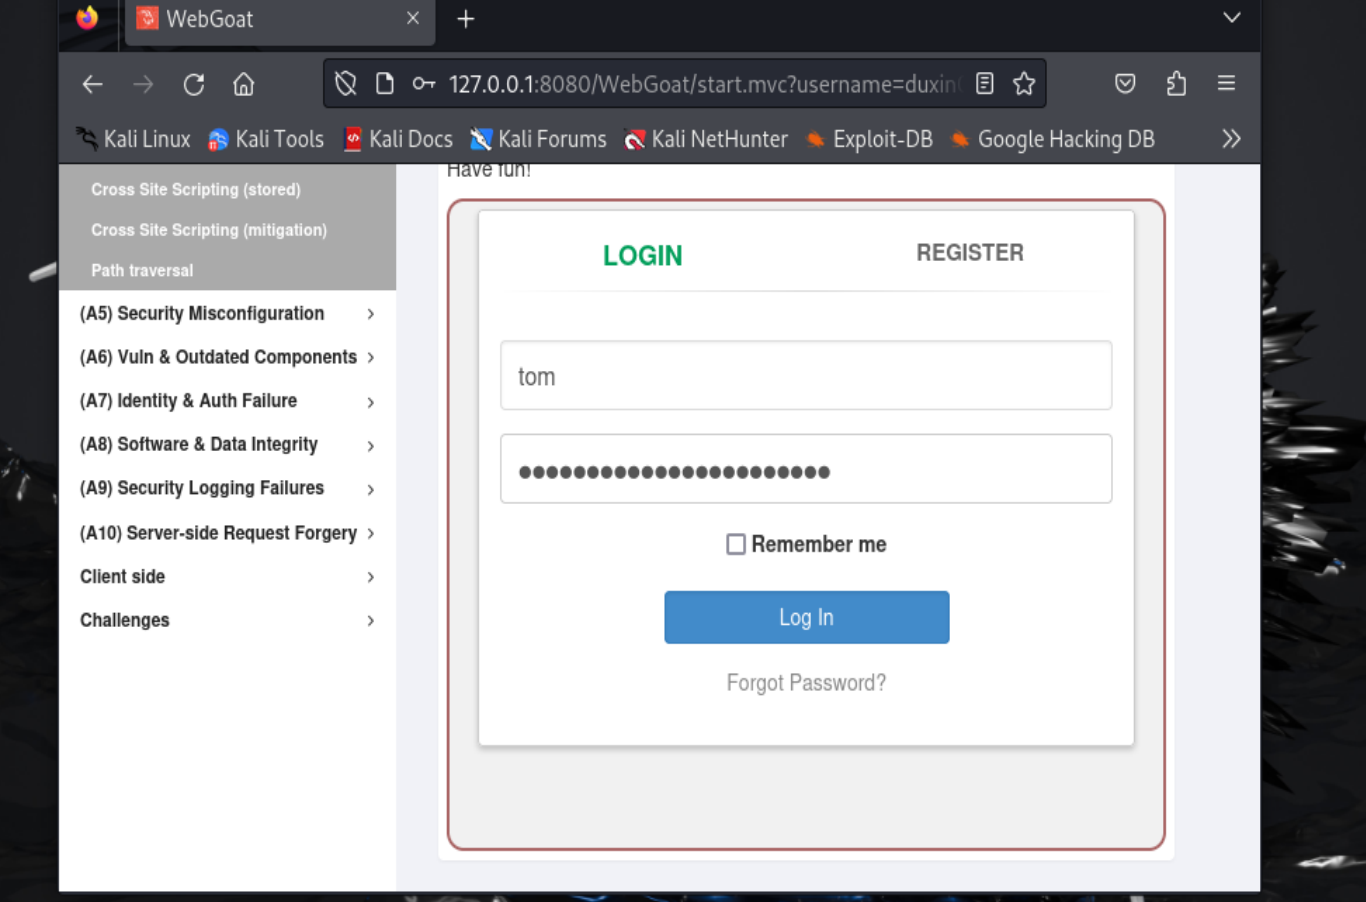 WebGoat
127.0.0.1:8080/WebGoat/start.mvc?username=duxin
Kali Linux Kali Tools Kali Docs Kali Forums Kali NetHunter Exploit-DB Google Hacking DB
Have fun!
Cross Site Scripting (stored)
Cross Site Scripting (mitigation)
Path traversal
(A5) Security Misconfiguration
(A6) Vuln & Outdated Components
(A7) Identity & Auth Failure
(A8) Software & Data Integrity
(A9) Security Logging Failures
(A10) Server-side Request Forgery
Client side
Challenges
LOGIN REGISTER
tom
Remember me
Log In
Forgot Password?